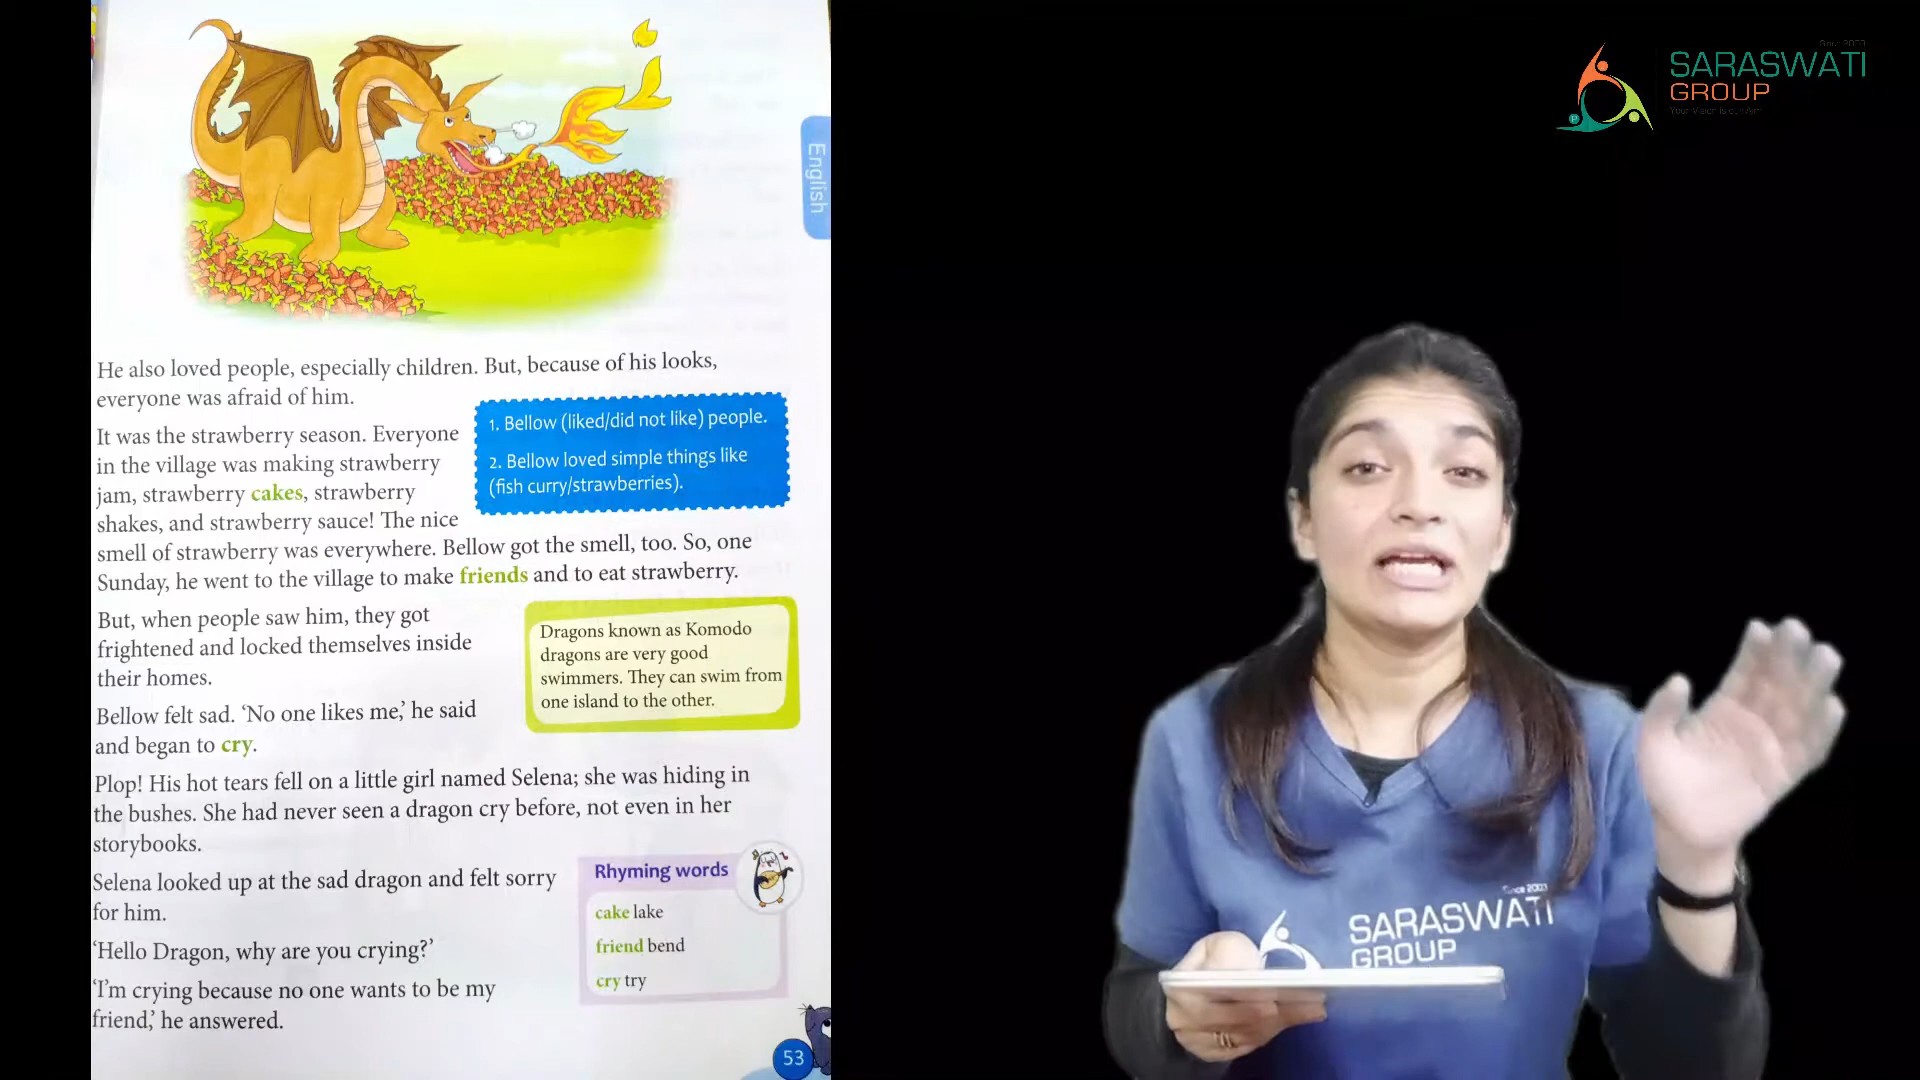 He also loved people, especially children. But, because of his looks,
everyone was afraid of him.
It was the strawberry season. Everyone
in the village was making strawberry
jam, strawberry cakes, strawberry
shakes, and strawberry sauce! The nice
smell of strawberry was everywhere. Bellow got the smell, too. So, one
Sunday, he went to the village to make friends and to eat strawberry.
1. Bellow (liked/did not like) people.
2. Bellow loved simple things like
(fish curry/strawberries).
But, when people saw him, they got
frightened and locked themselves inside
their homes.
Bellow felt sad. ‘No one likes me,’ he said
and began to cry.
Dragons known as Komodo
dragons are very good
swimmers. They can swim from
one island to the other.
Plop! His hot tears fell on a little girl named Selena; she was hiding in
the bushes. She had never seen a dragon cry before, not even in her
storybooks.
Selena looked up at the sad dragon and felt sorry
for him.
‘Hello Dragon, why are you crying?’
‘I’m crying because no one wants to be my
friend,’ he answered.
Rhyming words
cake lake
friend bend
cry try
53
English
Since 2003
SARASWATI
GROUP
Your Vision is our Aim
Since 2003
SARASWATI
GROUP